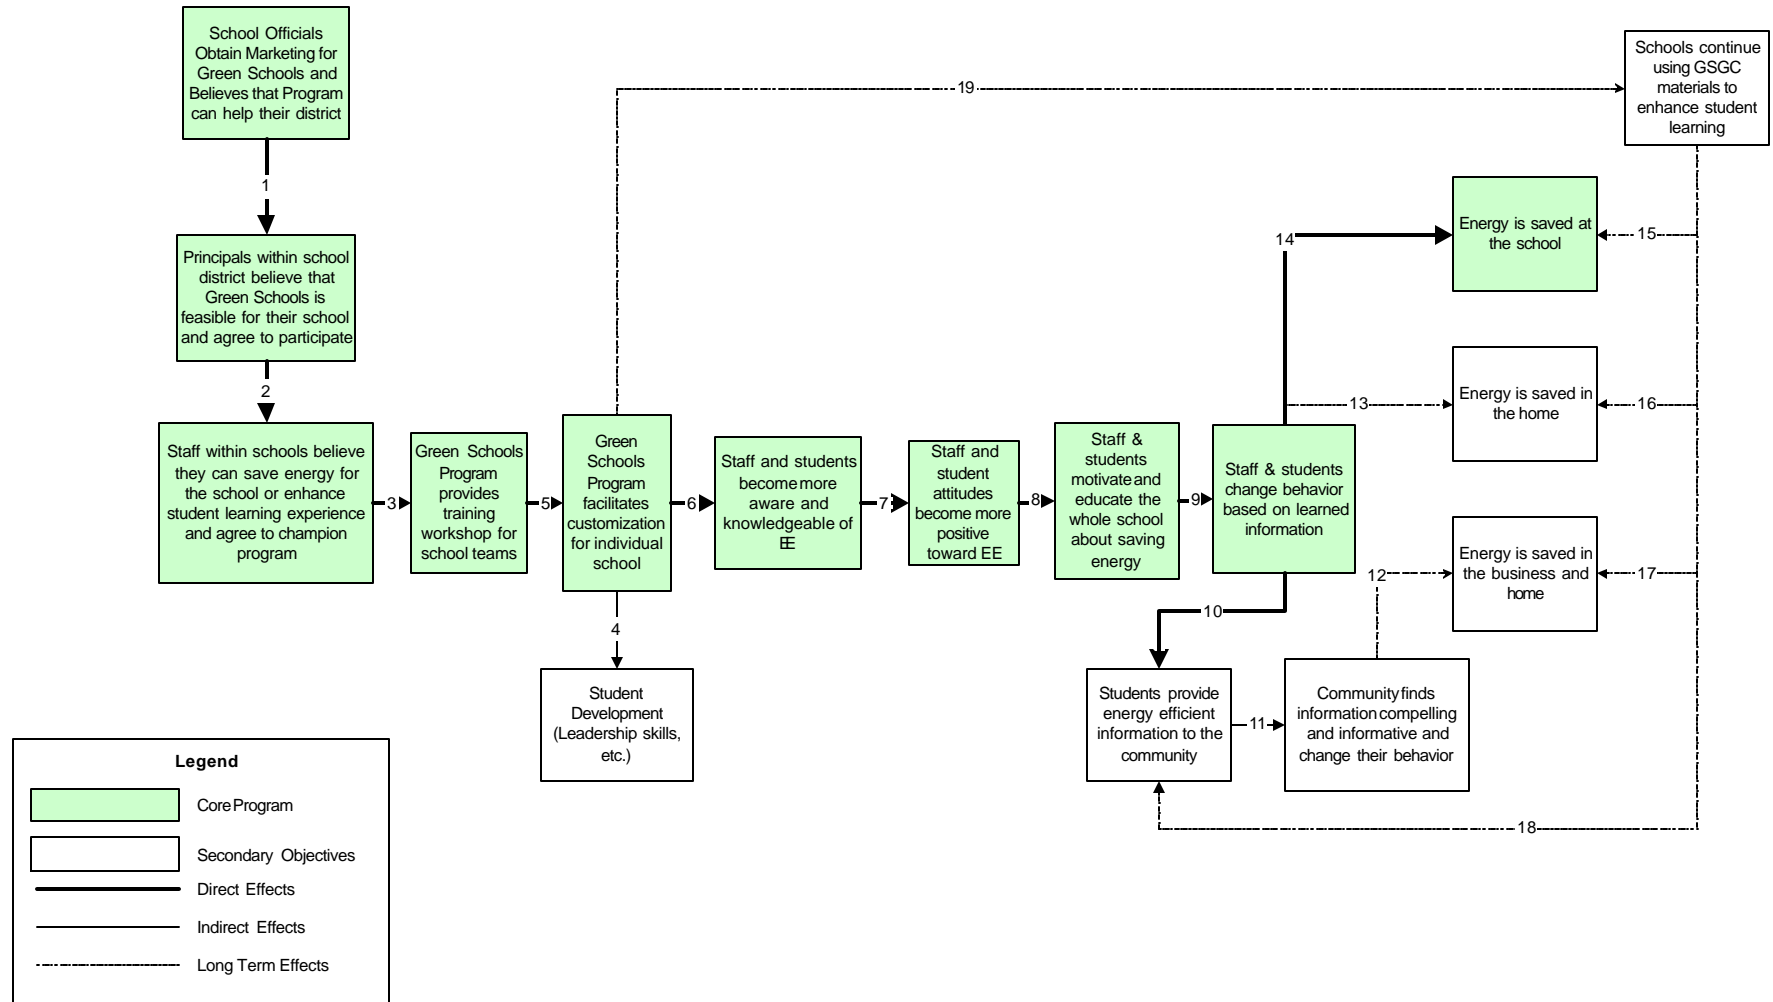 School Officials
Obtain Marketing for
Green Schools and
Believes that Program
can help their district
1
Principals within school
district believe that
Green Schools is
feasible for their school
and agree to participate
2
Staff within schools believe
they can save energy for
the school or enhance
student learning experience
and agree to champion
program
3
Green Schools
Program
provides
training
workshop for
school teams
5
Green
Schools
Program
facilitates
customization
for individual
school
4
Student
Development
(Leadership skills,
etc.)
6
Staff and students
become more
aware and
knowledgeable of
EE
7
Staff and
student
attitudes
become more
positive
toward EE
8
Staff &
students
motivate and
educate the
whole school
about saving
energy
9
Staff & students
change behavior
based on learned
information
10
Students provide
energy efficient
information to the
community
11
Community finds
information compelling
and informative and
change their behavior
12
Energy is saved in
the business and
home
13
Energy is saved in
the home
14
Energy is saved at
the school
15
16
17
18
19
Schools continue
using GSGC
materials to
enhance student
learning
Legend
Core Program
Secondary Objectives
Direct Effects
Indirect Effects
Long Term Effects